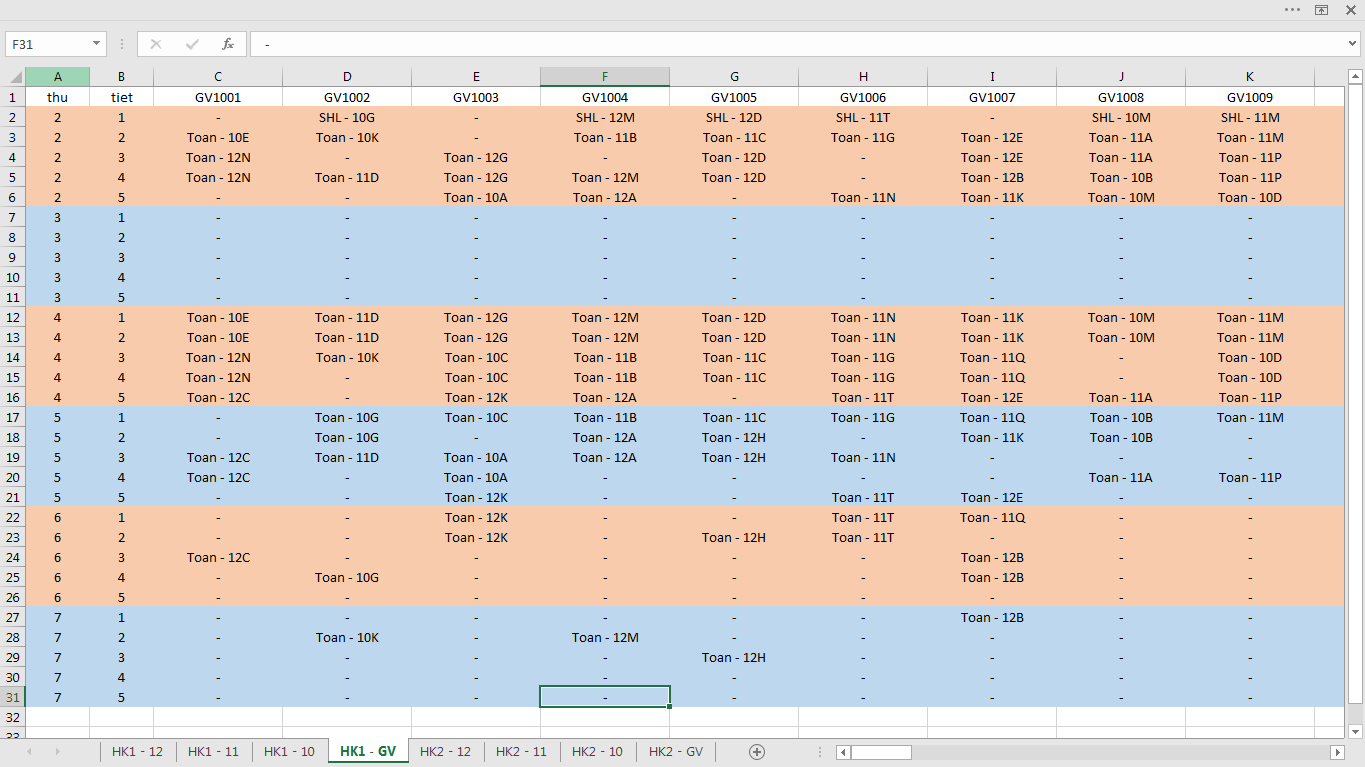 F31 fx -
A B C D E F G H I J K
1 thu tiet GV1001 GV1002 GV1003 GV1004 GV1005 GV1006 GV1007 GV1008 GV1009
2 2 1 - SHL - 10G - SHL - 12M SHL - 12D SHL - 11T - SHL - 10M SHL - 11M
3 2 2 Toan - 10E Toan - 10K - Toan - 11B Toan - 11C Toan - 11G Toan - 12E Toan - 11A Toan - 11M
4 2 3 Toan - 12N - Toan - 12G - Toan - 12D - Toan - 12E Toan - 11A Toan - 11P
5 2 4 Toan - 12N Toan - 11D Toan - 12G Toan - 12M Toan - 12D - Toan - 12B Toan - 10B Toan - 11P
6 2 5 - - Toan - 10A Toan - 12A - Toan - 11N Toan - 11K Toan - 10M Toan - 10D
7 3 1 - - - - - - - - -
8 3 2 - - - - - - - - -
9 3 3 - - - - - - - - -
10 3 4 - - - - - - - - -
11 3 5 - - - - - - - - -
12 4 1 Toan - 10E Toan - 11D Toan - 12G Toan - 12M Toan - 12D Toan - 11N Toan - 11K Toan - 10M Toan - 11M
13 4 2 Toan - 10E Toan - 11D Toan - 12G Toan - 12M Toan - 12D Toan - 11N Toan - 11K Toan - 10M Toan - 11M
14 4 3 Toan - 12N Toan - 10K Toan - 10C Toan - 11B Toan - 11C Toan - 11G Toan - 11Q - Toan - 10D
15 4 4 Toan - 12N - Toan - 10C Toan - 11B Toan - 11C Toan - 11G Toan - 11Q - Toan - 10D
16 4 5 Toan - 12C - Toan - 12K Toan - 12A - Toan - 11T Toan - 12E Toan - 11A Toan - 11P
17 5 1 - Toan - 10G Toan - 10C Toan - 11B Toan - 11C Toan - 11G Toan - 11Q Toan - 10B Toan - 11M
18 5 2 - Toan - 10G - Toan - 12A Toan - 12H - Toan - 11K Toan - 10B -
19 5 3 Toan - 12C Toan - 11D Toan - 10A Toan - 12A Toan - 12H Toan - 11N - - -
20 5 4 Toan - 12C - Toan - 10A - - - - Toan - 11A Toan - 11P
21 5 5 - - Toan - 12K - - Toan - 11T Toan - 12E - -
22 6 1 - - Toan - 12K - - Toan - 11T Toan - 11Q - -
23 6 2 - - Toan - 12K - Toan - 12H Toan - 11T - - -
24 6 3 Toan - 12C - - - - - Toan - 12B - -
25 6 4 - Toan - 10G - - - - Toan - 12B - -
26 6 5 - - - - - - - - -
27 7 1 - - - - - - Toan - 12B - -
28 7 2 - Toan - 10K - Toan - 12M - - - - -
29 7 3 - - - - Toan - 12H - - - -
30 7 4 - - - - - - - - -
31 7 5 - - - - - - - - -
32
33
HK1 - 12 HK1 - 11 HK1 - 10 HK1 - GV HK2 - 12 HK2 - 11 HK2 - 10 HK2 - GV